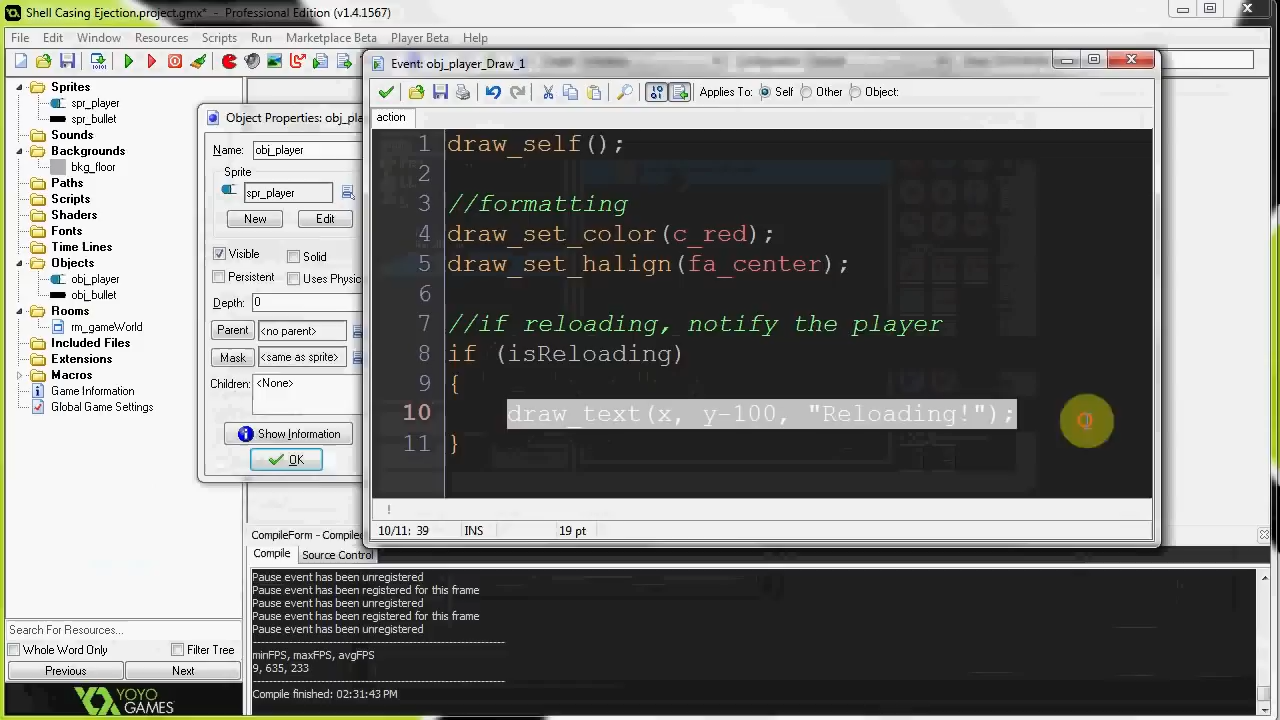 Shell Casing Ejection.project.gmx* - Professional Edition (v1.4.1567)
File Edit Window Resources Scripts Run Marketplace Beta Player Beta Help
Sprites
spr_player
spr_bullet
Sounds
Backgrounds
bkg_floor
Paths
Scripts
Shaders
Fonts
Time Lines
Objects
obj_player
obj_bullet
Rooms
rm_gameWorld
Included Files
Extensions
Macros
Game Information
Global Game Settings
Search For Resources...
Whole Word Only Filter Tree
Previous Next
YOYO
GAMES
Object Properties: obj_pla
Name: obj_player
Sprite
spr_player
New Edit
Visible Solid
Persistent Uses Physic
Depth: 0
Parent <no parent>
Mask <same as sprite>
Children: <None>
Show Information
OK
Event: obj_player_Draw_1
Applies To: Self Other Object:
action
1 draw_self();
2
3 //formatting
4 draw_set_color(c_red);
5 draw_set_halign(fa_center);
6
7 //if reloading, notify the player
8 if (isReloading)
9 {
10 draw_text(x, y-100, "Reloading!");
11 }
10/11: 39 INS 19 pt
CompileForm - Compiled
Compile Source Control
Pause event has been unregistered
Pause event has been registered for this frame
Pause event has been unregistered
Pause event has been registered for this frame
Pause event has been unregistered
minFPS, maxFPS, avgFPS
9, 635, 233
Compile finished: 02:31:43 PM